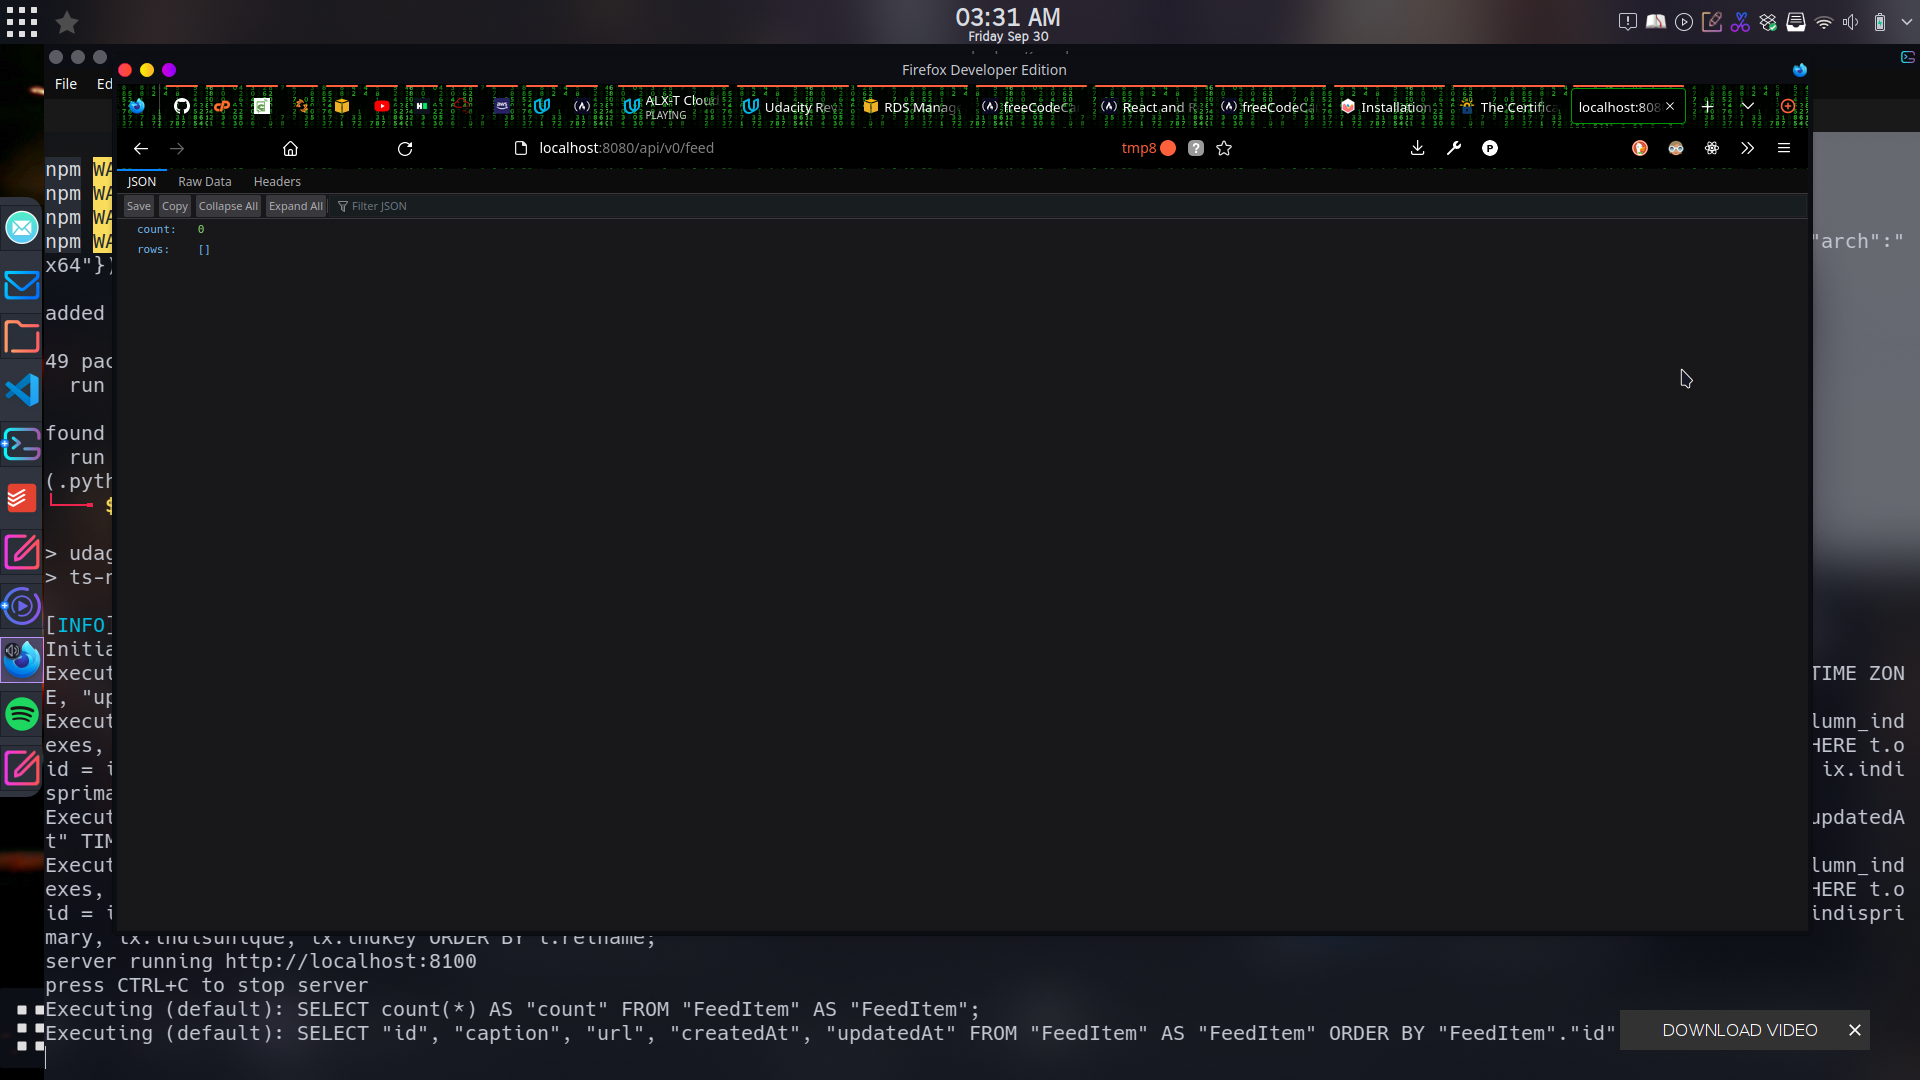 03:31 AM
Friday Sep 30
Firefox Developer Edition
File
Ed
ALX-T Cloud
PLAYING
Udacity Re
RDS Manag
freeCodeC
React and
freeCodeC
Installation
The Certific
localhost:808
localhost:8080/api/v0/feed
tmp8
JSON
Raw Data
Headers
Save
Copy
Collapse All
Expand All
Filter JSON
count: 0
rows: []
npm WA
npm WA
npm WA
npm WA
"arch":"
x64"})
added
49 pac
run
found
run
(.pyth
$
> udag
> ts-n
[INFO]
Initia
Execut
TIME ZON
E, "up
Execut
lumn_ind
exes,
HERE t.o
id = i
ix.indi
sprima
Execut
updatedA
t" TIM
Execut
lumn_ind
exes,
HERE t.o
id = i
indispri
mary, ix.indisunique, ix.indkey ORDER BY i.relname;
server running http://localhost:8100
press CTRL+C to stop server
Executing (default): SELECT count(*) AS "count" FROM "FeedItem" AS "FeedItem";
Executing (default): SELECT "id", "caption", "url", "createdAt", "updatedAt" FROM "FeedItem" AS "FeedItem" ORDER BY "FeedItem"."id"
DOWNLOAD VIDEO